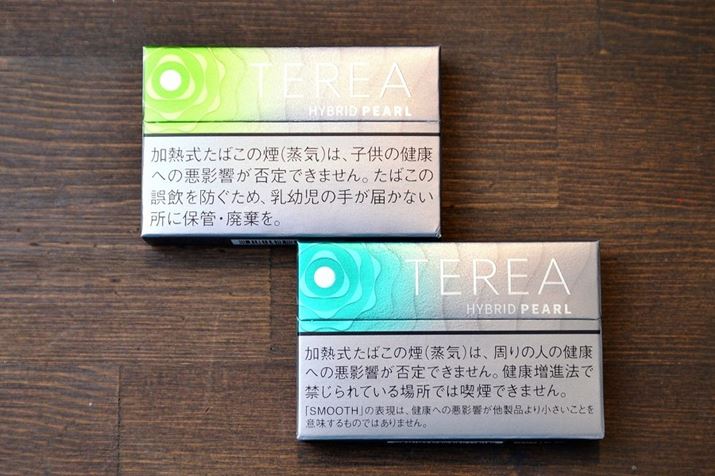 TEREA
HYBRID PEARL
加熱式たばこの煙(蒸気)は、子供の健康
への悪影響が否定できません。たばこの
誤飲を防ぐため、乳幼児の手が届かない
所に保管・廃棄を。
TEREA
HYBRID PEARL
加熱式たばこの煙(蒸気)は、周りの人の健康
への悪影響が否定できません。健康増進法で
禁じられている場所では喫煙できません。
「SMOOTH」の表現は、健康への悪影響が他製品より小さいことを
意味するものではありません。